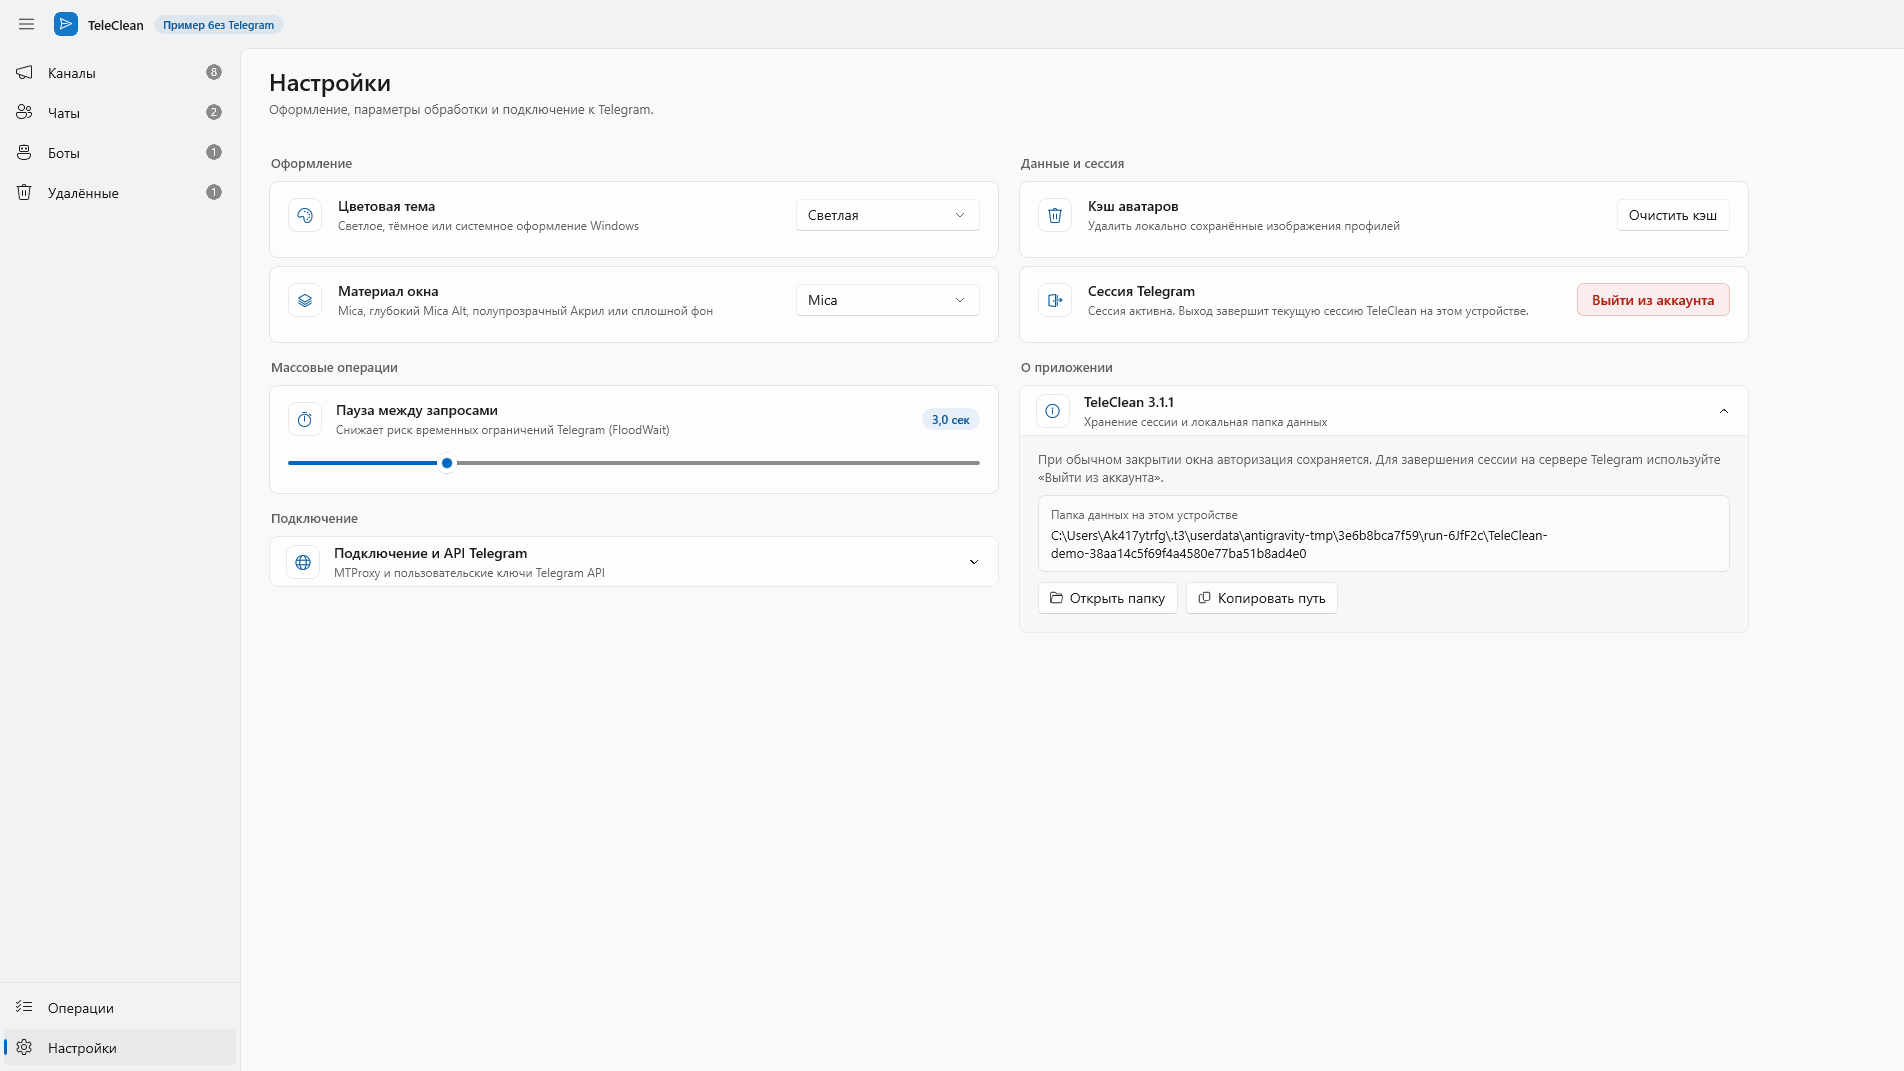 TeleClean
Пример без Telegram
Каналы
8
Чаты
2
Боты
1
Удалённые
1
Операции
Настройки
Настройки
Оформление, параметры обработки и подключение к Telegram.
Оформление
Цветовая тема
Светлое, тёмное или системное оформление Windows
Светлая
Материал окна
Mica, глубокий Mica Alt, полупрозрачный Акрил или сплошной фон
Mica
Массовые операции
Пауза между запросами
Снижает риск временных ограничений Telegram (FloodWait)
3,0 сек
Подключение
Подключение и API Telegram
MTProxy и пользовательские ключи Telegram API
Данные и сессия
Кэш аватаров
Удалить локально сохранённые изображения профилей
Очистить кэш
Сессия Telegram
Сессия активна. Выход завершит текущую сессию TeleClean на этом устройстве.
Выйти из аккаунта
О приложении
TeleClean 3.1.1
Хранение сессии и локальная папка данных
При обычном закрытии окна авторизация сохраняется. Для завершения сессии на сервере Telegram используйте
«Выйти из аккаунта».
Папка данных на этом устройстве
C:\Users\Ak417ytrfg\.t3\userdata\antigravity-tmp\3e6b8bca7f59\run-6JfF2c\TeleClean-
demo-38aa14c5f69f4a4580e77ba51b8ad4e0
Открыть папку
Копировать путь